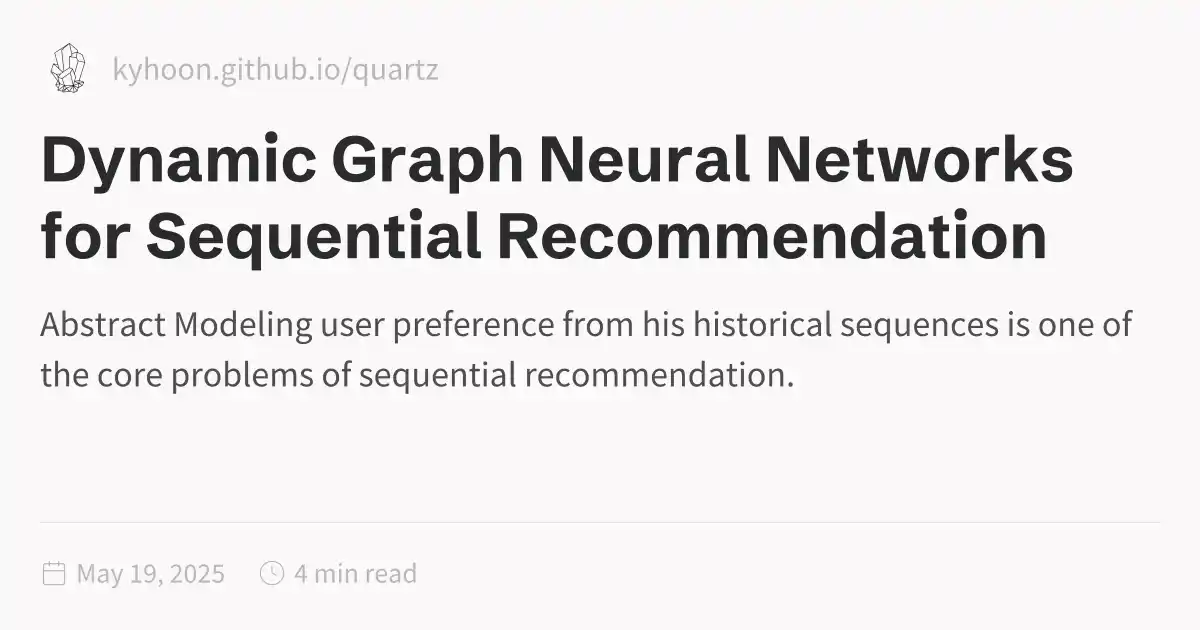 kyhoon.github.io/quartz
Dynamic Graph Neural Networks
for Sequential Recommendation
Abstract Modeling user preference from his historical sequences is one of
the core problems of sequential recommendation.
May 19, 2025 4 min read